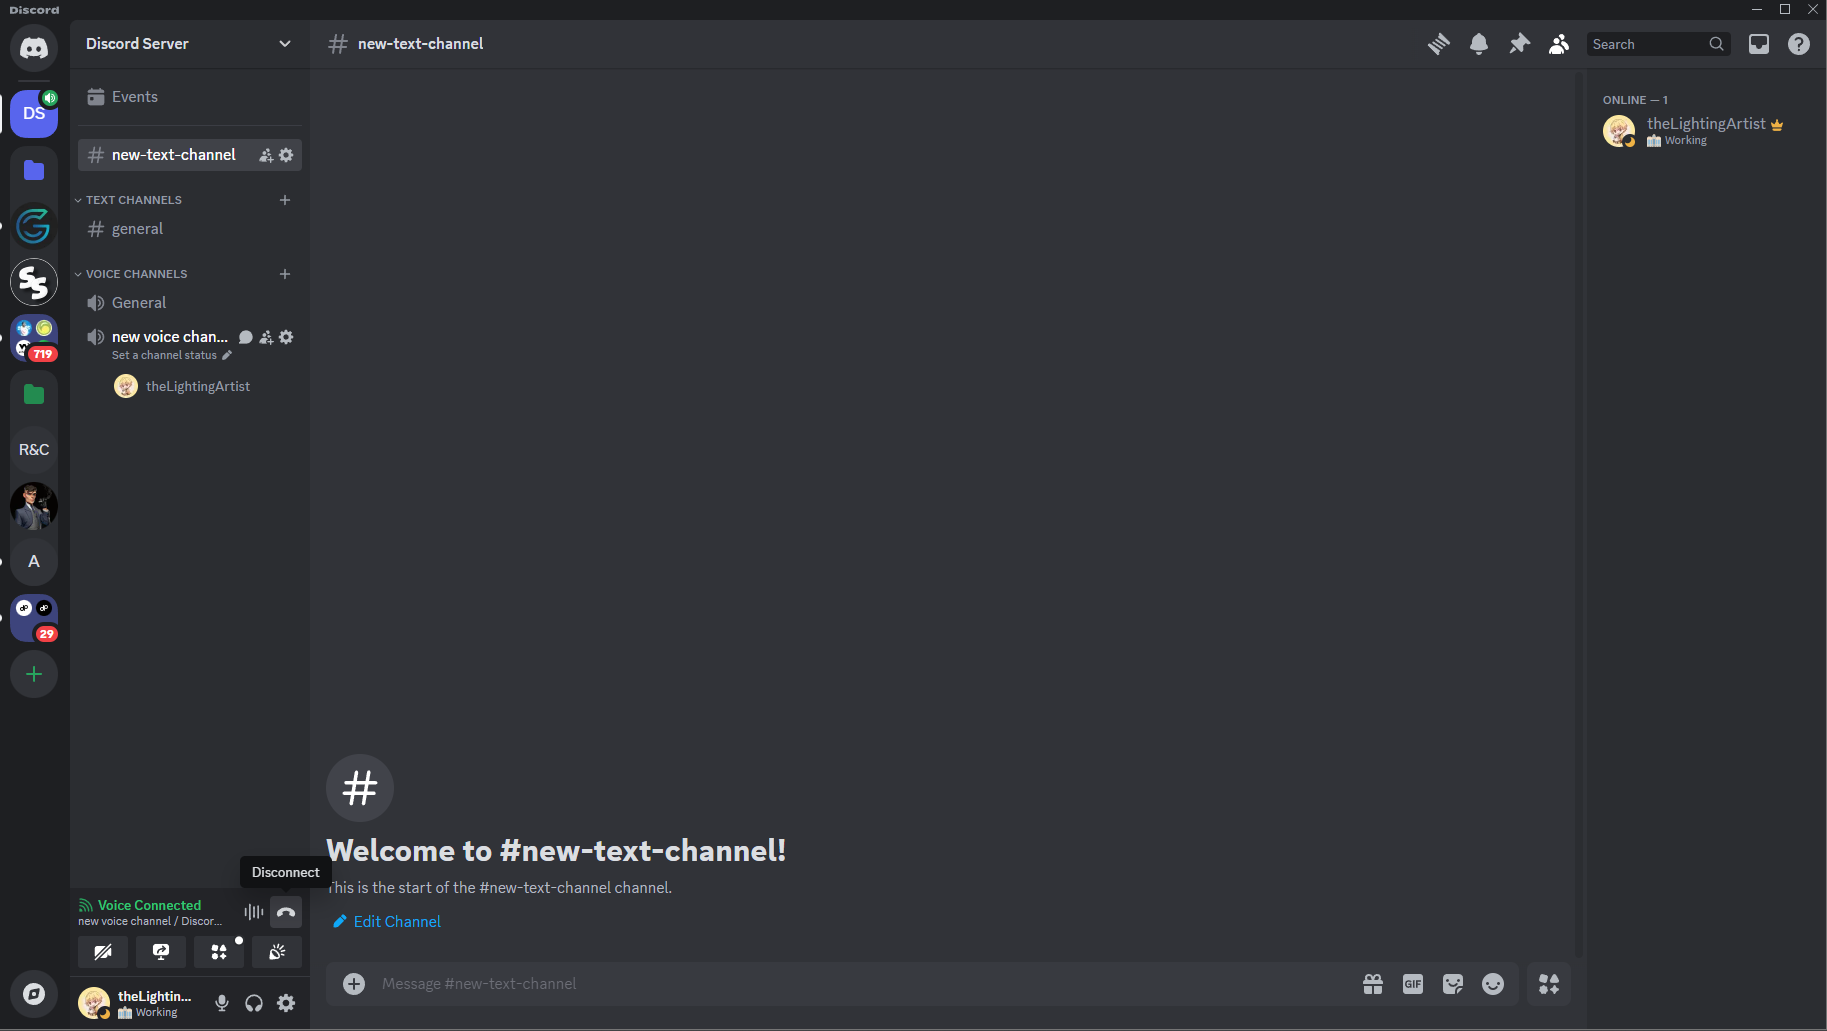 Discord
Discord Server
new-text-channel
Search
DS
Events
ONLINE — 1
theLightingArtist
Working
new-text-channel
TEXT CHANNELS
general
VOICE CHANNELS
General
new voice chan...
Set a channel status
theLightingArtist
719
R&C
A
29
Welcome to #new-text-channel!
Disconnect
This is the start of the #new-text-channel channel.
Voice Connected
new voice channel / Discor...
Edit Channel
Message #new-text-channel
GIF
theLightin...
Working